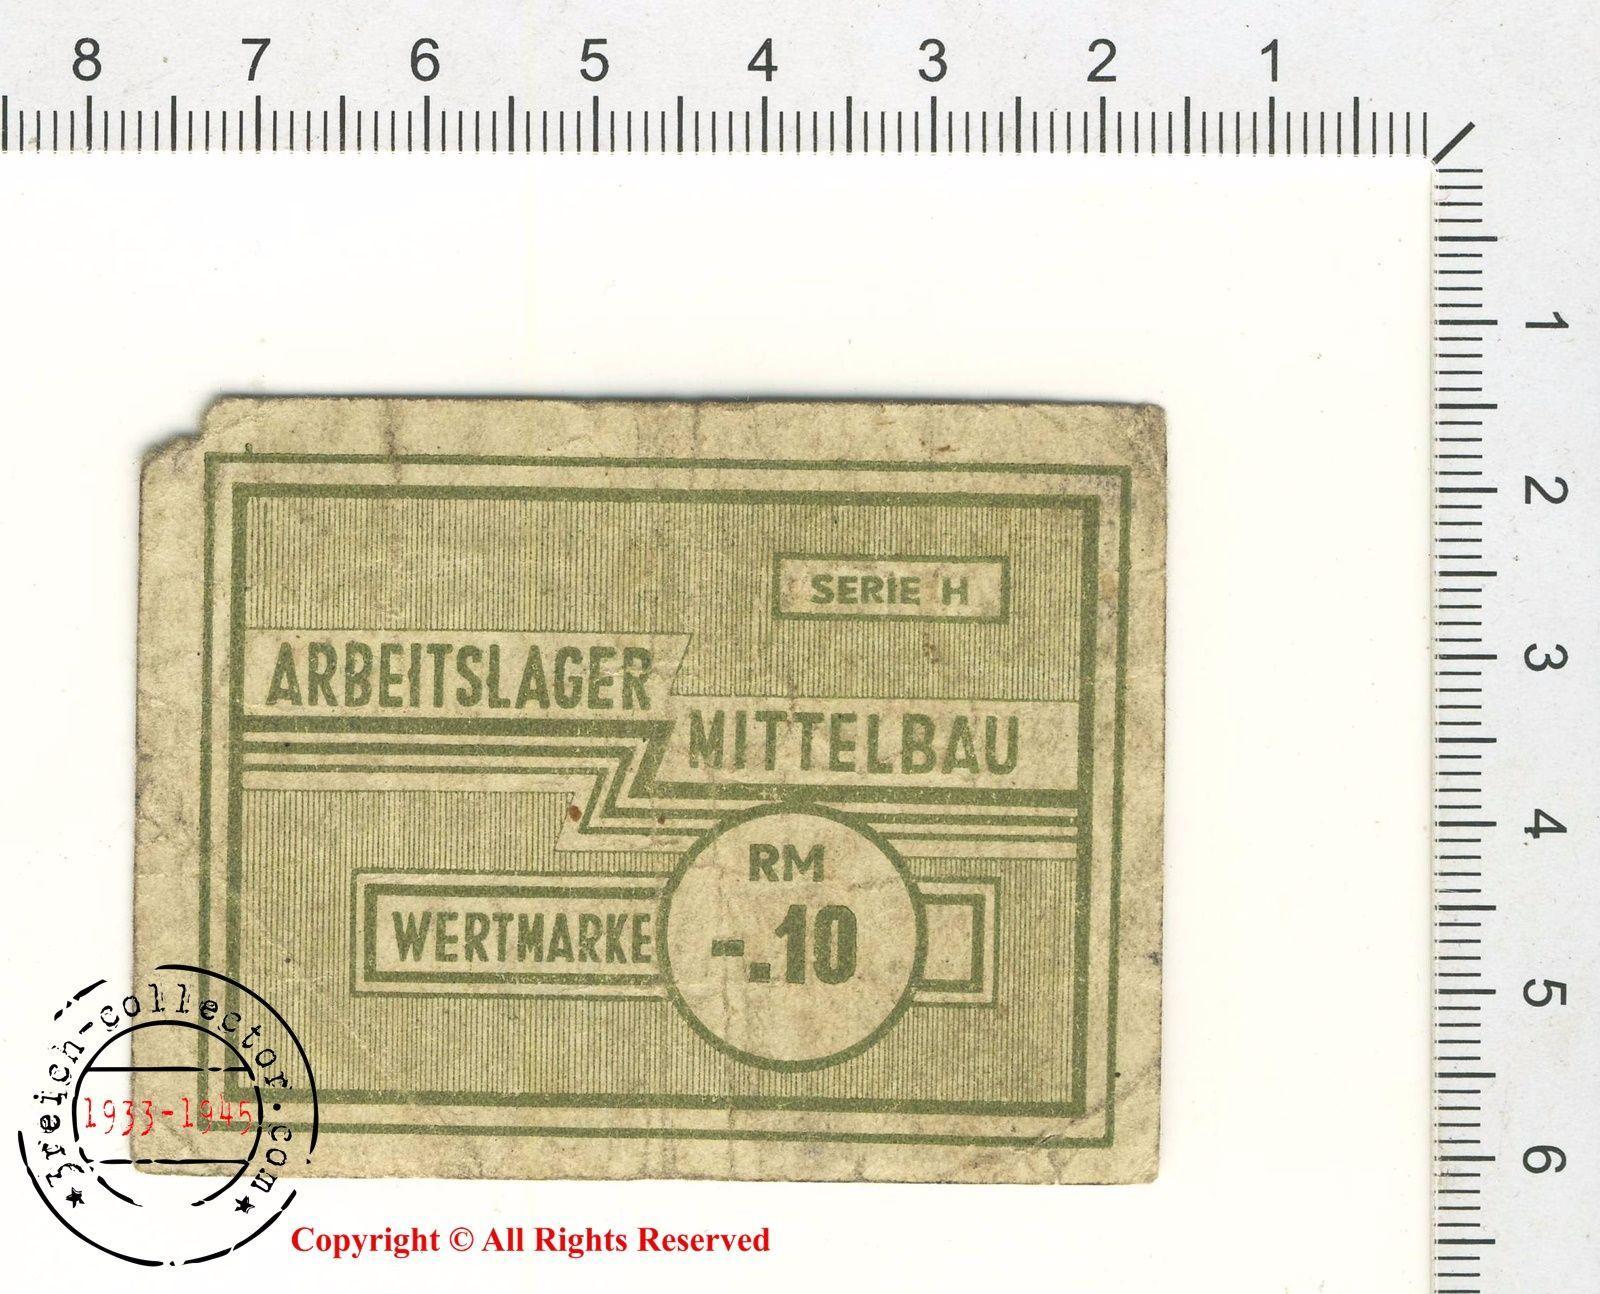 8 7 6 5 4 3 2 1
1
2
3
4
5
6
SERIE H
ARBEITSLAGER
MITTELBAU
RM
WERTMARKE -.10
3reich-collector.com
1933-1945
Copyright © All Rights Reserved